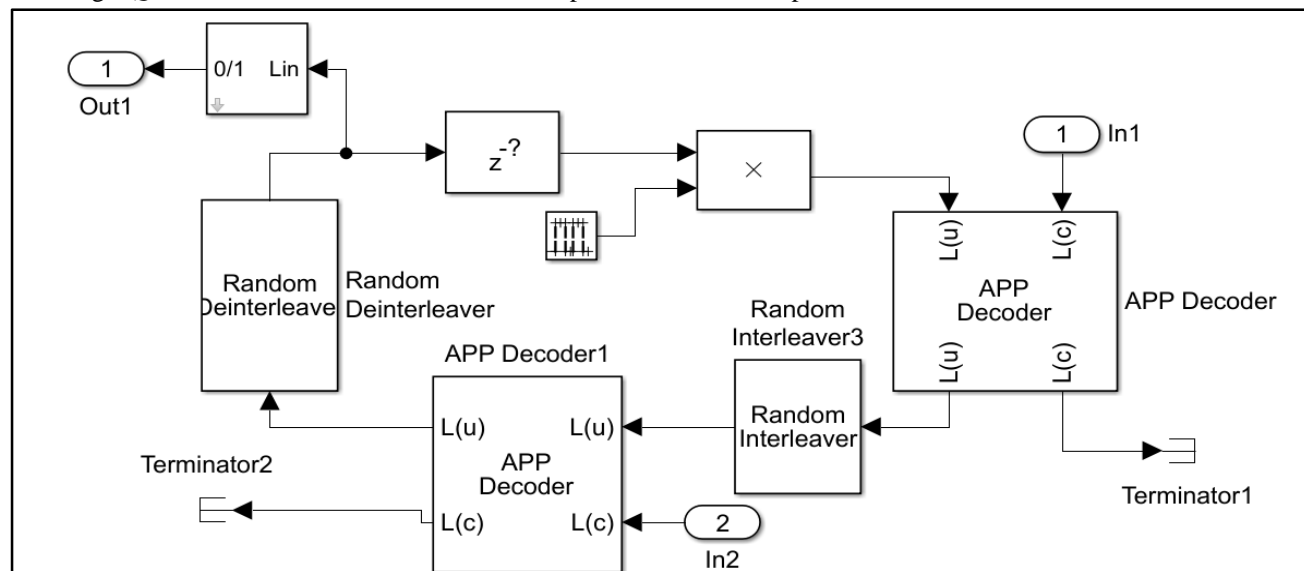 1
Out1
0/1 Lin
z-?
×
1
In1
L(u) L(c)
APP
Decoder
L(u) L(c)
APP Decoder
Random
Deinterleave
Random
Deinterleaver
Random
Interleaver3
Random
Interleaver
APP Decoder1
L(u) L(u)
APP
Decoder
L(c) L(c)
Terminator2
2
In2
Terminator1